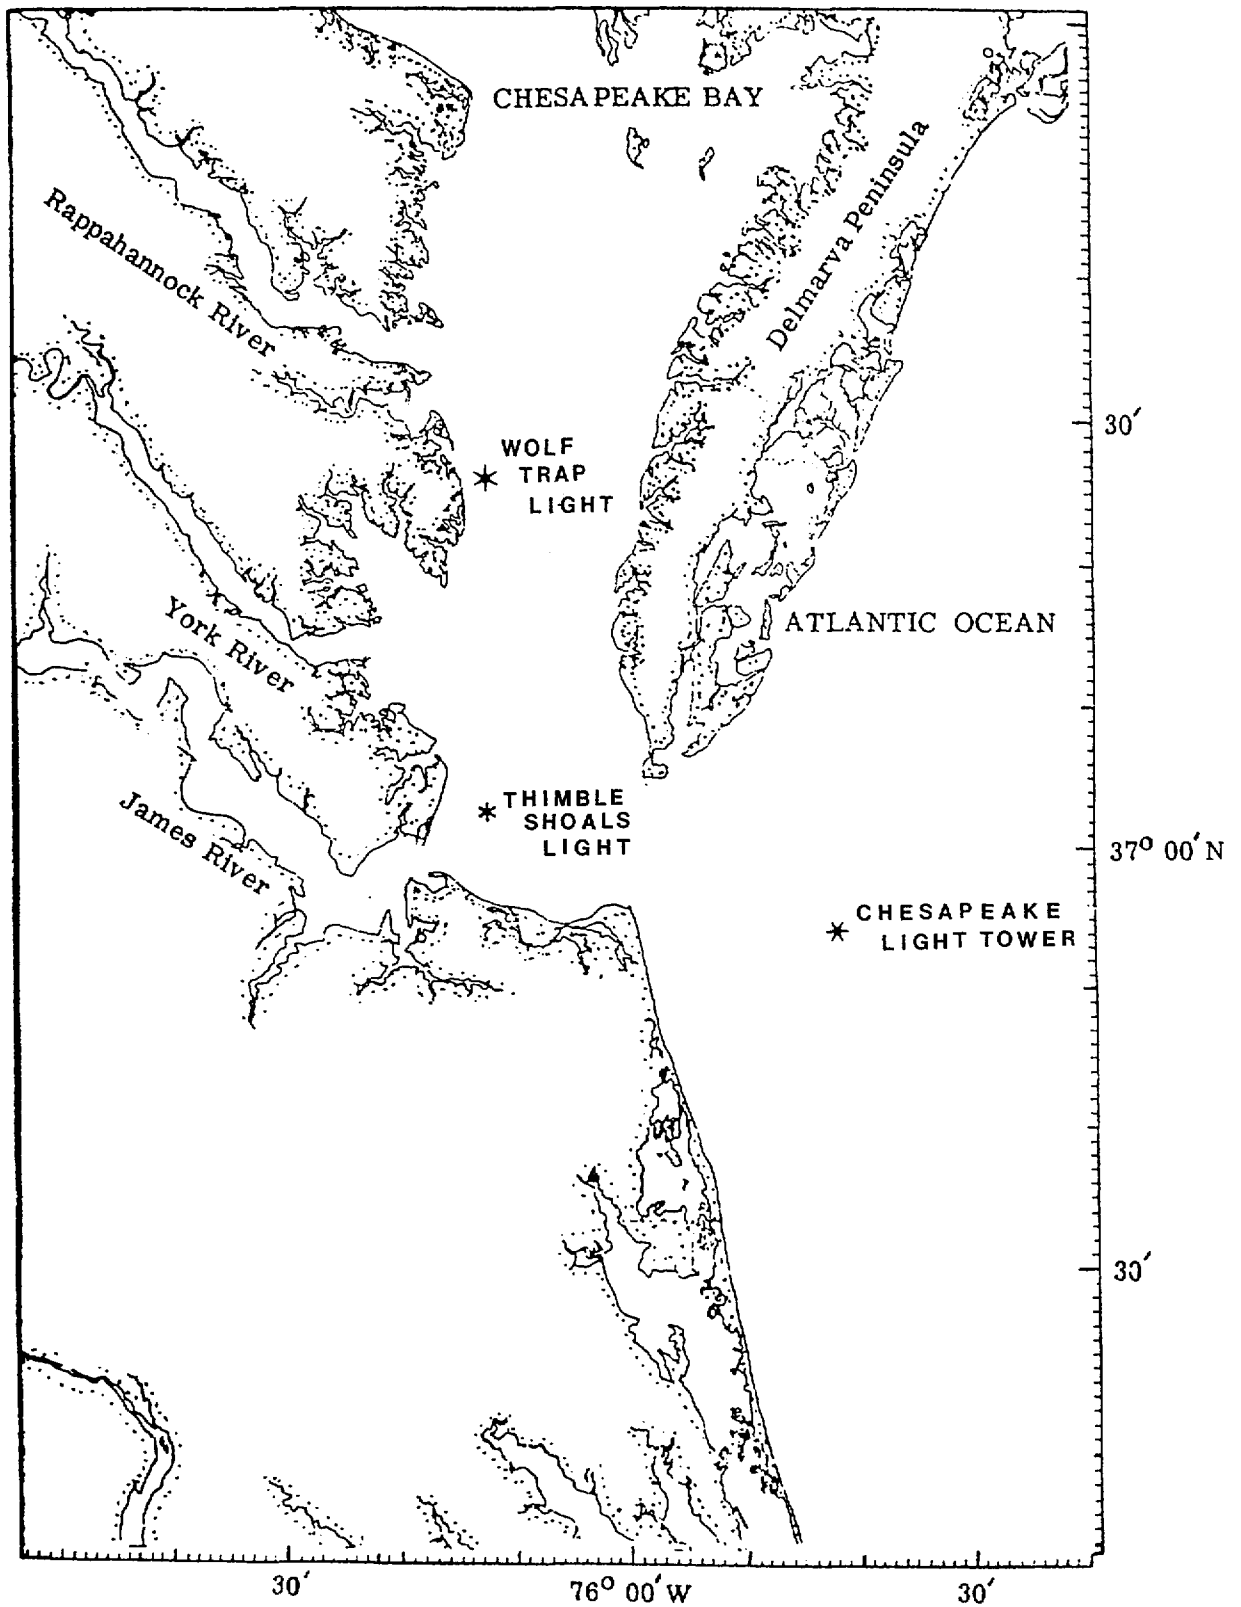 CHESAPEAKE BAY
Delmarva Peninsula
Rappahannock River
30′
WOLF
TRAP
LIGHT
York River
ATLANTIC OCEAN
James River
THIMBLE
SHOALS
LIGHT
37° 00′ N
CHESAPEAKE
LIGHT TOWER
30′
30′
76° 00′ W
30′